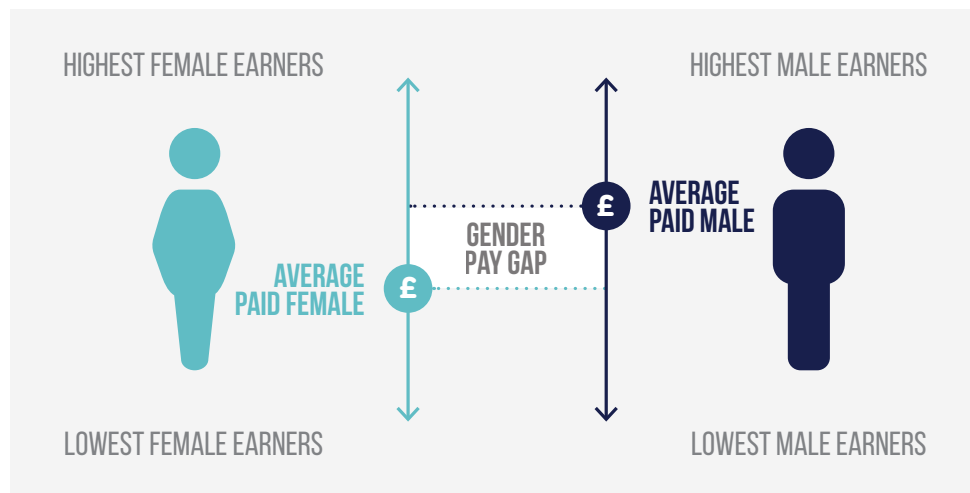 HIGHEST FEMALE EARNERS
HIGHEST MALE EARNERS
AVERAGE
PAID MALE
£
GENDER
PAY GAP
AVERAGE
PAID FEMALE
£
LOWEST FEMALE EARNERS
LOWEST MALE EARNERS